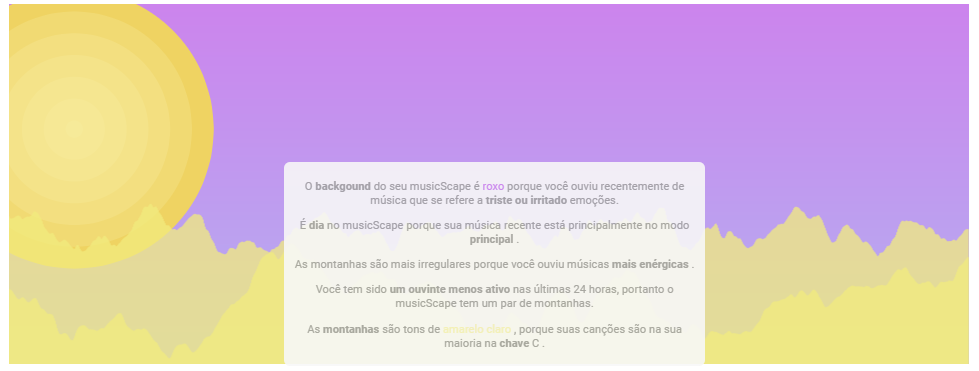 O backgound do seu musicScape é roxo porque você ouviu recentemente de
música que se refere a triste ou irritado emoções.
É dia no musicScape porque sua música recente está principalmente no modo
principal .
As montanhas são mais irregulares porque você ouviu músicas mais enérgicas .
Você tem sido um ouvinte menos ativo nas últimas 24 horas, portanto o
musicScape tem um par de montanhas.
As montanhas são tons de amarelo claro , porque suas canções são na sua
maioria na chave C .